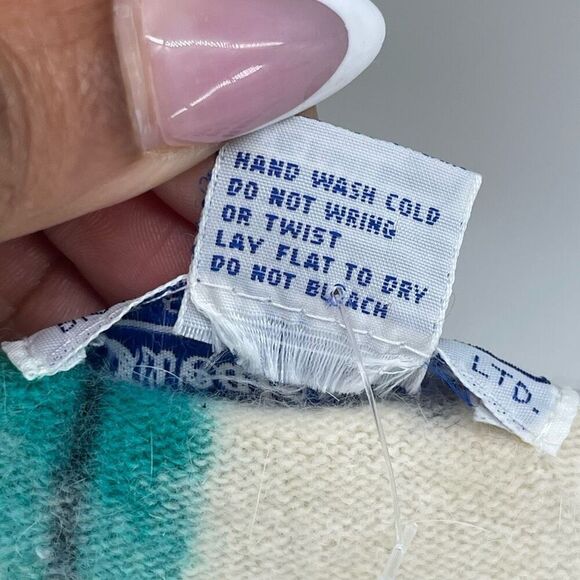 HAND WASH COLD
DO NOT WRING
OR TWIST
LAY FLAT TO DRY
DO NOT BLEACH
LTD.